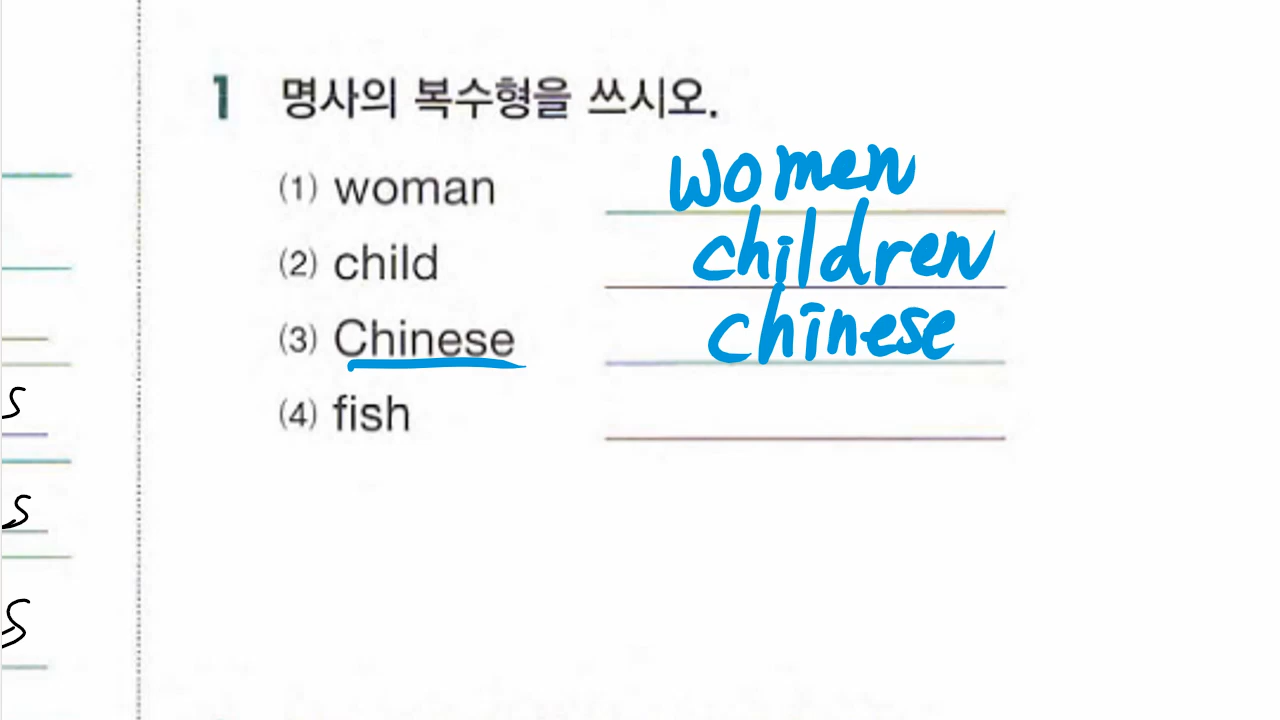 1 명사의 복수형을 쓰시오.
(1) woman women
(2) child children
(3) Chinese chinese
(4) fish
s
s
s